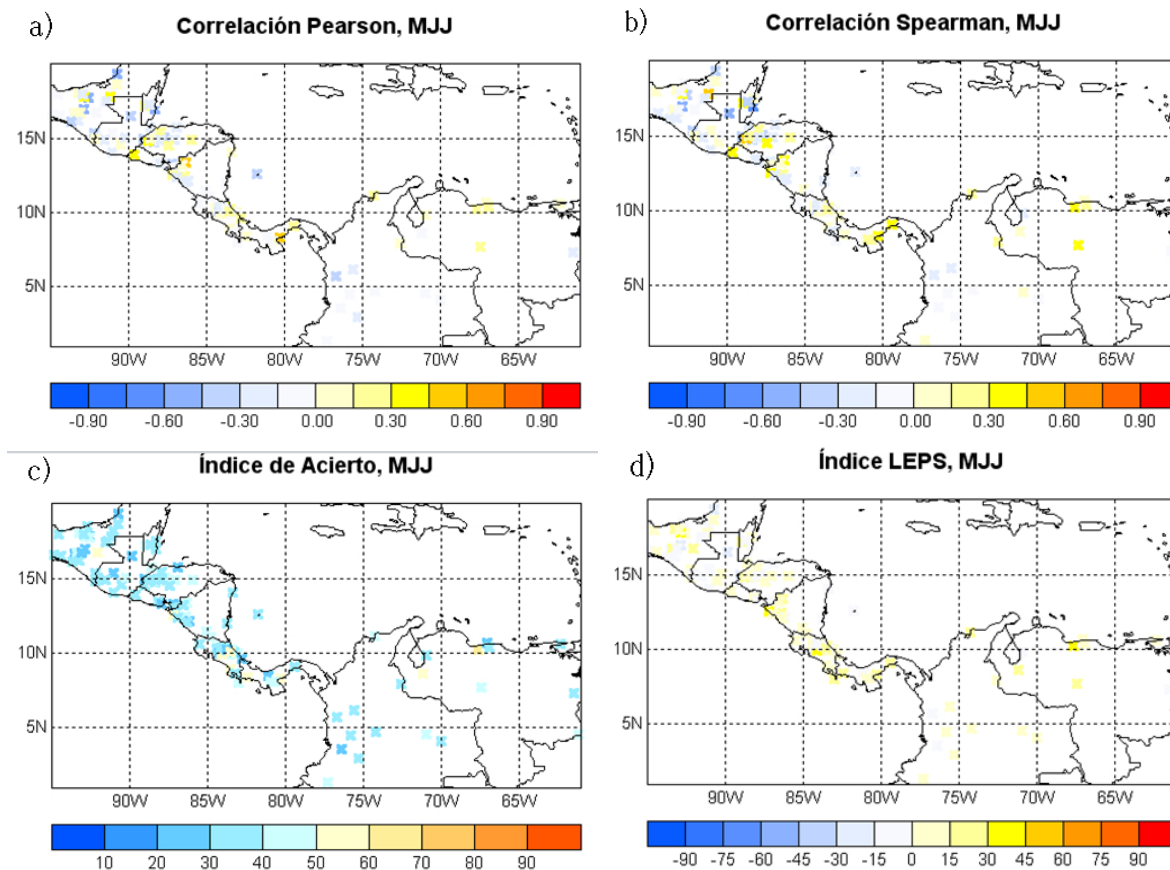 a)
Correlación Pearson, MJJ
15N
10N
5N
90W 85W 80W 75W 70W 65W
-0.90 -0.60 -0.30 0.00 0.30 0.60 0.90
b)
Correlación Spearman, MJJ
15N
10N
5N
90W 85W 80W 75W 70W 65W
-0.90 -0.60 -0.30 0.00 0.30 0.60 0.90
c)
Índice de Acierto, MJJ
15N
10N
5N
90W 85W 80W 75W 70W 65W
10 20 30 40 50 60 70 80 90
d)
Índice LEPS, MJJ
15N
10N
5N
90W 85W 80W 75W 70W 65W
-90 -75 -60 -45 -30 -15 0 15 30 45 60 75 90